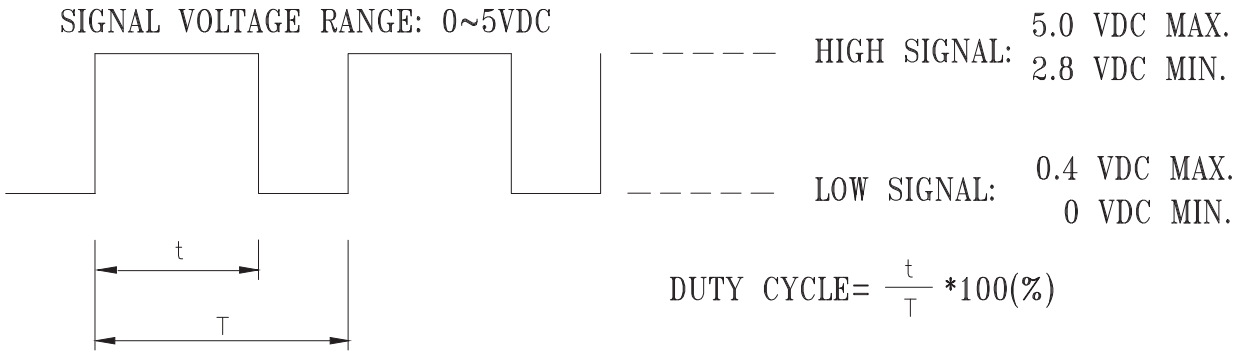 SIGNAL VOLTAGE RANGE: 0~5VDC
HIGH SIGNAL: 5.0 VDC MAX.
2.8 VDC MIN.
LOW SIGNAL: 0.4 VDC MAX.
0 VDC MIN.
t
T
DUTY CYCLE= t/T *100(%)